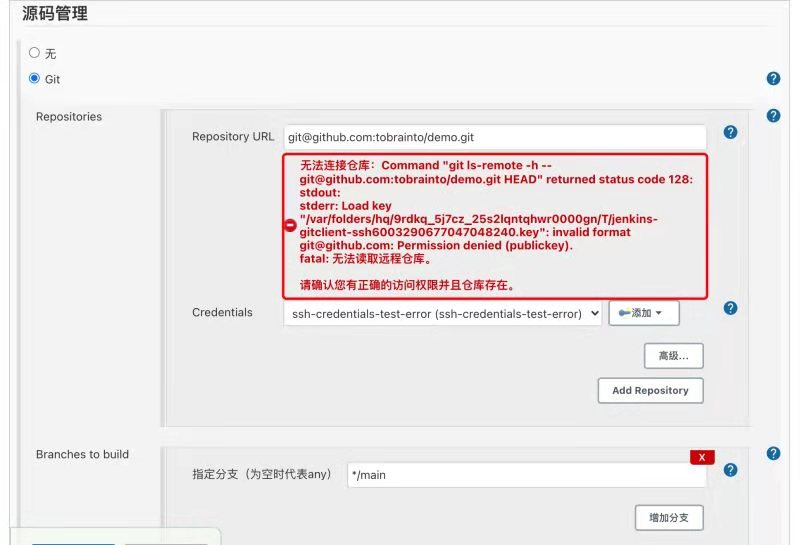 源码管理
无
Git
Repositories
Repository URL
git@github.com:tobrainto/demo.git
无法连接仓库：Command "git ls-remote -h --
git@github.com:tobrainto/demo.git HEAD" returned status code 128:
stdout:
stderr: Load key
"/var/folders/hq/9rdkq_5j7cz_25s2lqntqhwr0000gn/T/jenkins-
gitclient-ssh6003290677047048240.key": invalid format
git@github.com: Permission denied (publickey).
fatal: 无法读取远程仓库。
请确认您有正确的访问权限并且仓库存在。
Credentials
ssh-credentials-test-error (ssh-credentials-test-error)
添加
高级...
Add Repository
Branches to build
X
指定分支（为空时代表any）
*/main
增加分支